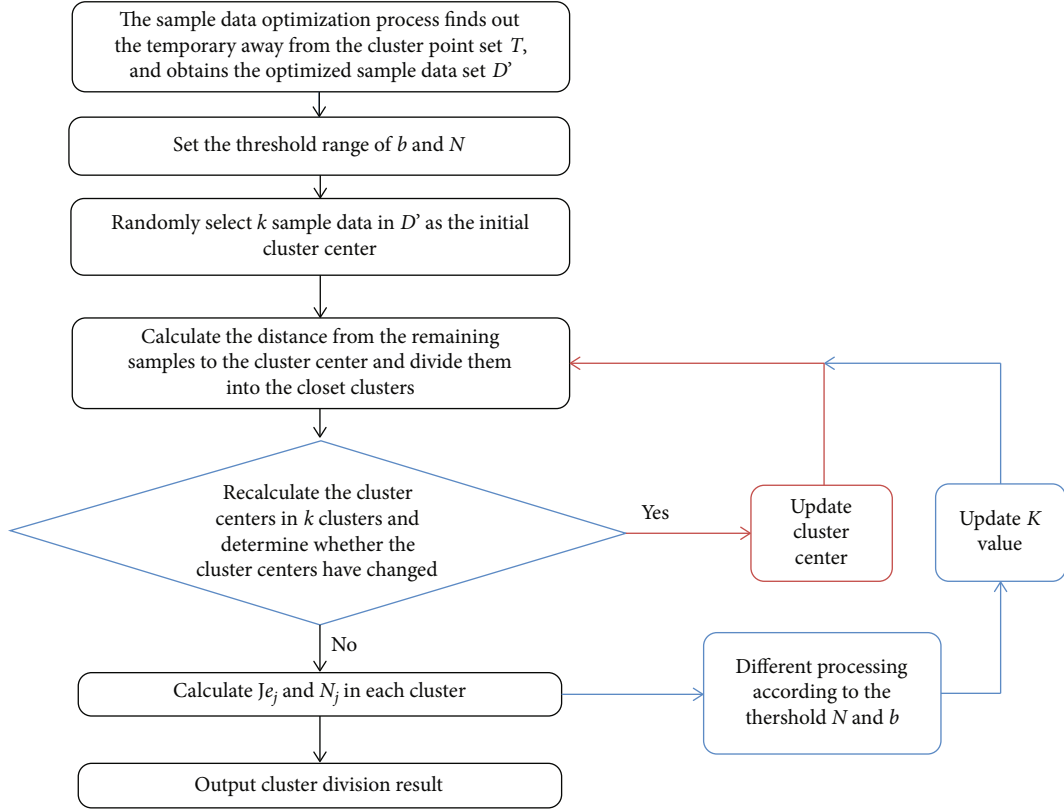 The sample data optimization process finds out
the temporary away from the cluster point set T,
and obtains the optimized sample data set D’
Set the threshold range of b and N
Randomly select k sample data in D’ as the initial
cluster center
Calculate the distance from the remaining
samples to the cluster center and divide them
into the closet clusters
Recalculate the cluster
centers in k clusters and
determine whether the
cluster centers have changed
Yes
Update
cluster
center
Update K
value
No
Calculate Je_j and N_j in each cluster
Different processing
according to the
thershold N and b
Output cluster division result